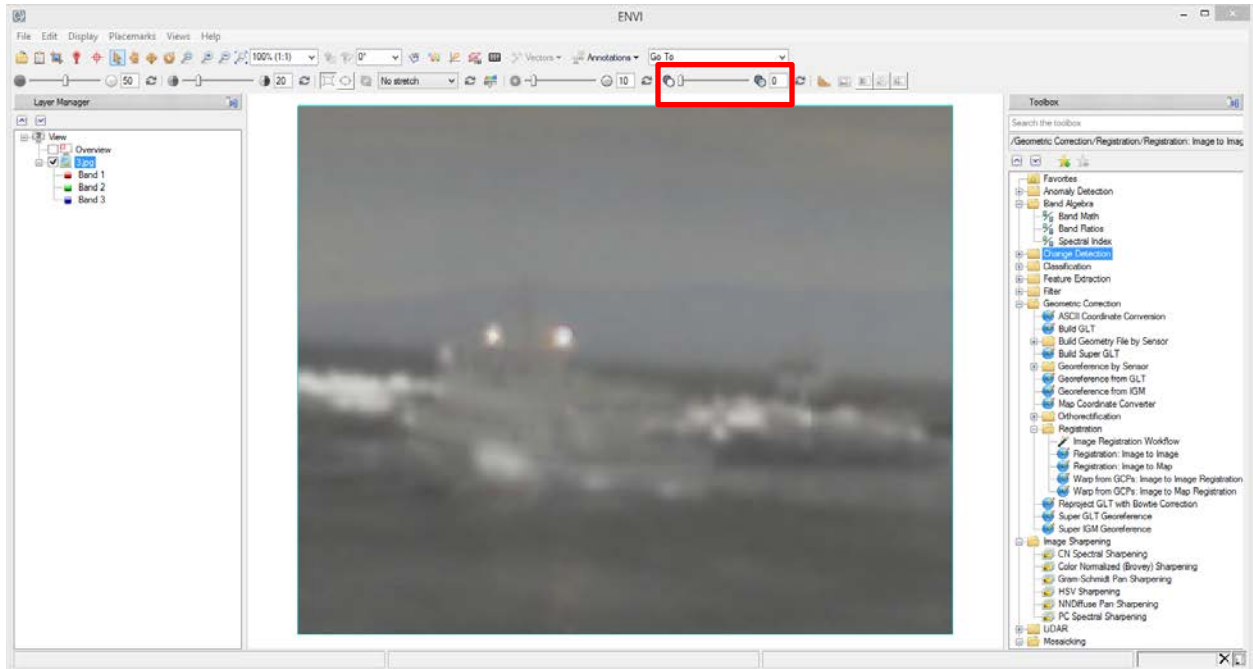 ENVI
File Edit Display Placemarks Views Help
100% (1:1) 0° Vectors Annotations Go To
50 20 No stretch 10 0
Layer Manager
View
Overview
3.jpg
Band 1
Band 2
Band 3
Toolbox
Search the toolbox
/Geometric Correction/Registration/Registration: Image to Imag
Favorites
Anomaly Detection
Band Algebra
Band Math
Band Ratios
Spectral Index
Change Detection
Classification
Feature Extraction
Filter
Geometric Correction
ASCII Coordinate Conversion
Build GLT
Build Geometry File by Sensor
Build Super GLT
Georeference by Sensor
Georeference from GLT
Georeference from IGM
Map Coordinate Converter
Orthorectification
Registration
Image Registration Workflow
Registration: Image to Image
Registration: Image to Map
Warp from GCPs: Image to Image Registration
Warp from GCPs: Image to Map Registration
Reproject GLT with Bowtie Correction
Super GLT Georeference
Super IGM Georeference
Image Sharpening
CN Spectral Sharpening
Color Normalized (Brovey) Sharpening
Gram-Schmidt Pan Sharpening
HSV Sharpening
NNDiffuse Pan Sharpening
PC Spectral Sharpening
LiDAR
Mosaicking